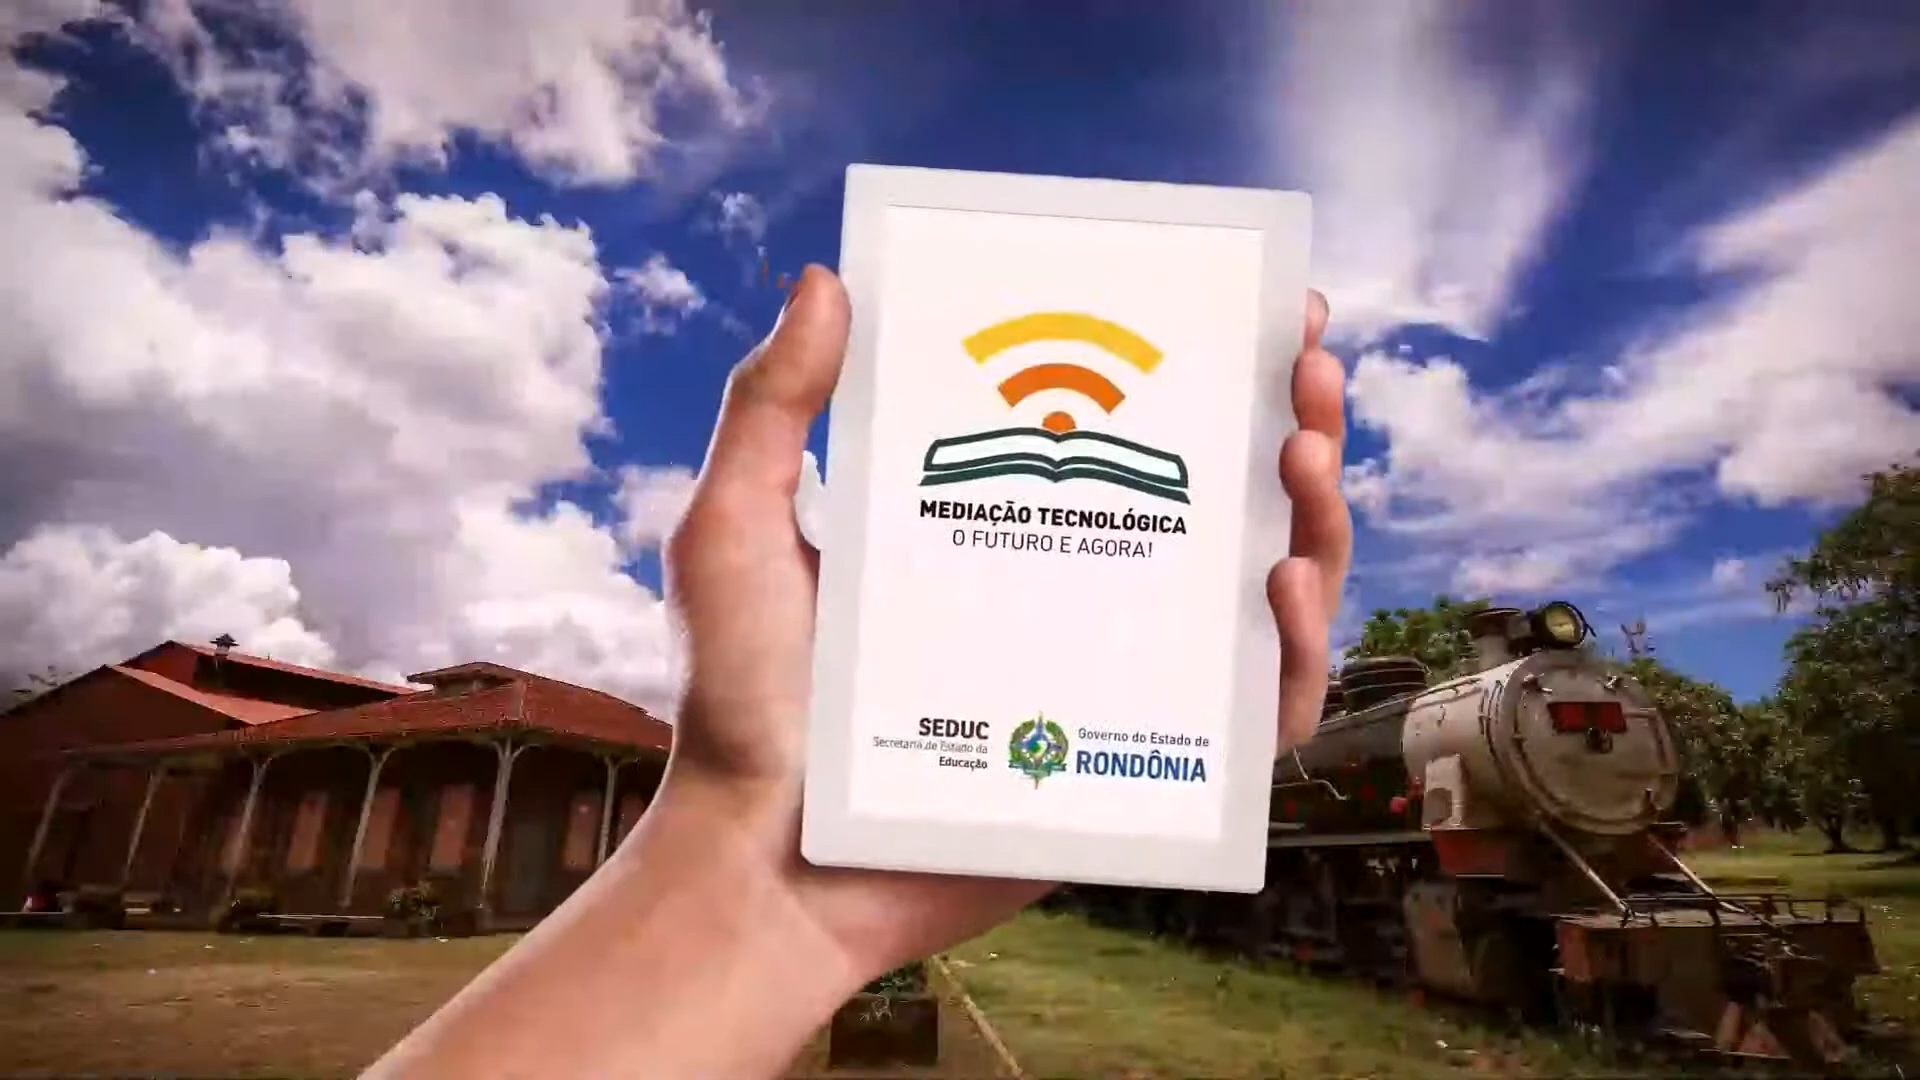 MEDIAÇÃO TECNOLÓGICA
O FUTURO E AGORA!
SEDUC
Secretaria de Estado da
Educação
Governo do Estado de
RONDÔNIA